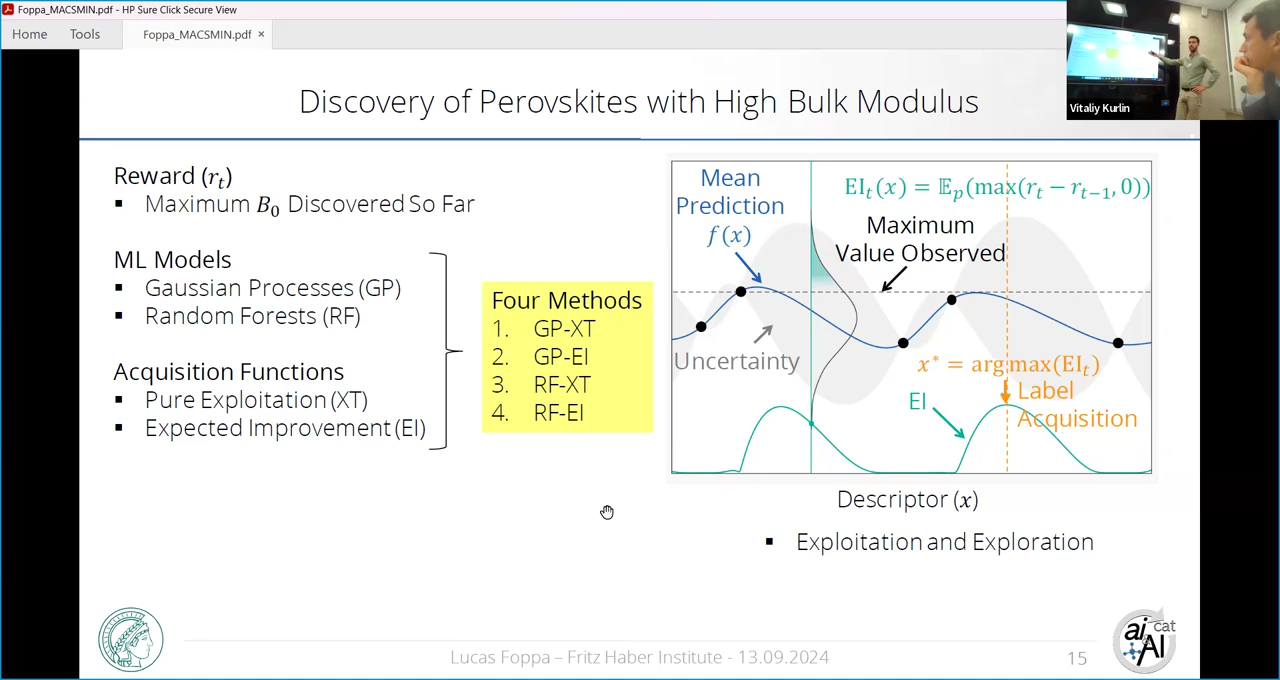 Foppa_MACSMIN.pdf - HP Sure Click Secure View
Home Tools Foppa_MACSMIN.pdf ×
Vitaliy Kurlin
Discovery of Perovskites with High Bulk Modulus
Reward (r_t)
▪ Maximum B_0 Discovered So Far
ML Models
▪ Gaussian Processes (GP)
▪ Random Forests (RF)
Acquisition Functions
▪ Pure Exploitation (XT)
▪ Expected Improvement (EI)
Four Methods
1. GP-XT
2. GP-EI
3. RF-XT
4. RF-EI
Mean
Prediction
f(x)
EI_t(x) = 𝔼_p(max(r_t − r_{t−1}, 0))
Maximum
Value Observed
Uncertainty
x* = arg max(EI_t)
EI
Label
Acquisition
Descriptor (x)
▪ Exploitation and Exploration
Lucas Foppa – Fritz Haber Institute - 13.09.2024
15
ai cat
AI